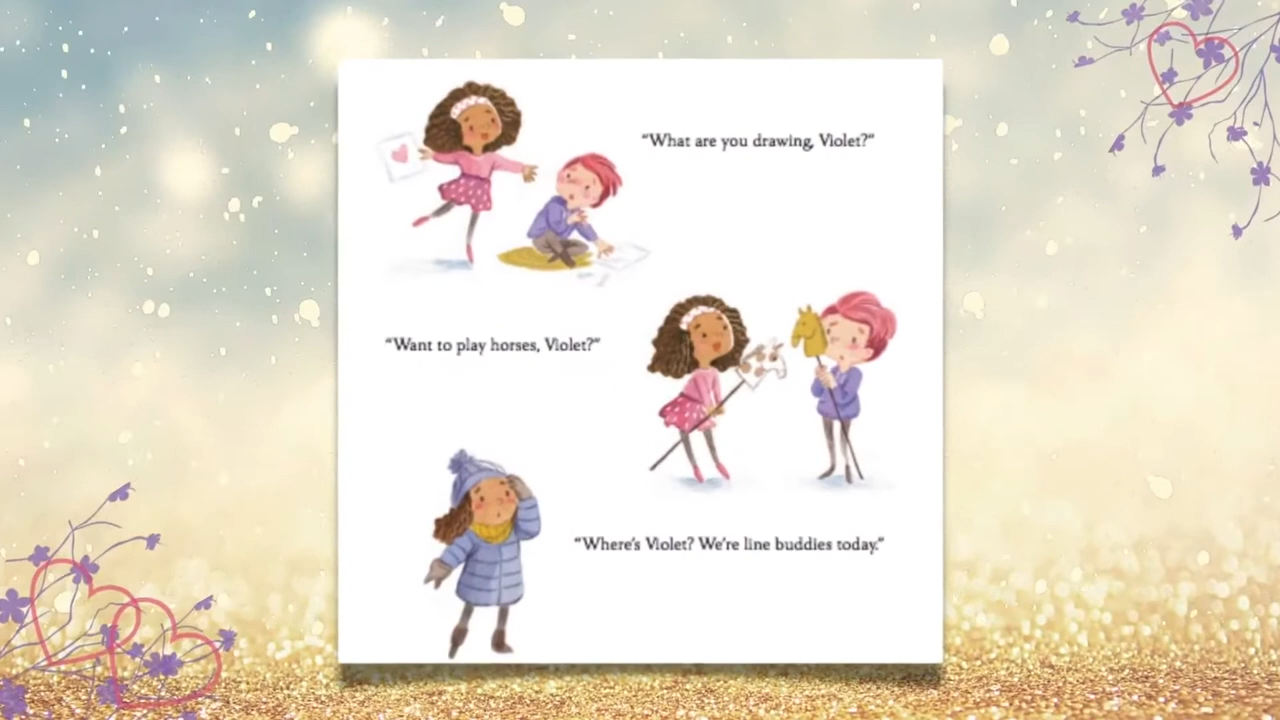 “What are you drawing, Violet?”
“Want to play horses, Violet?”
“Where’s Violet? We’re line buddies today.”